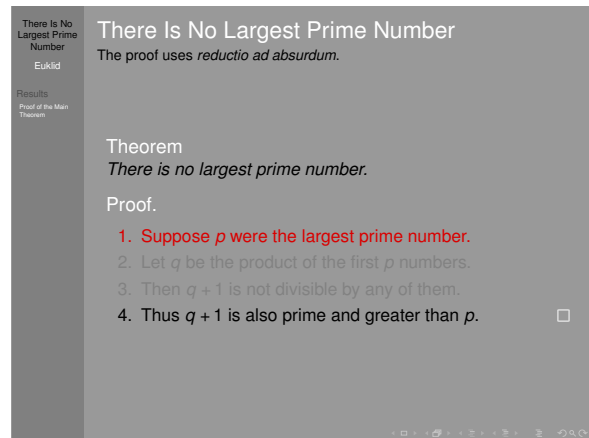 There Is No
Largest Prime
Number
Euklid
Results
Proof of the Main
Theorem
There Is No Largest Prime Number
The proof uses reductio ad absurdum.
Theorem
There is no largest prime number.
Proof.
1. Suppose p were the largest prime number.
2. Let q be the product of the first p numbers.
3. Then q + 1 is not divisible by any of them.
4. Thus q + 1 is also prime and greater than p.